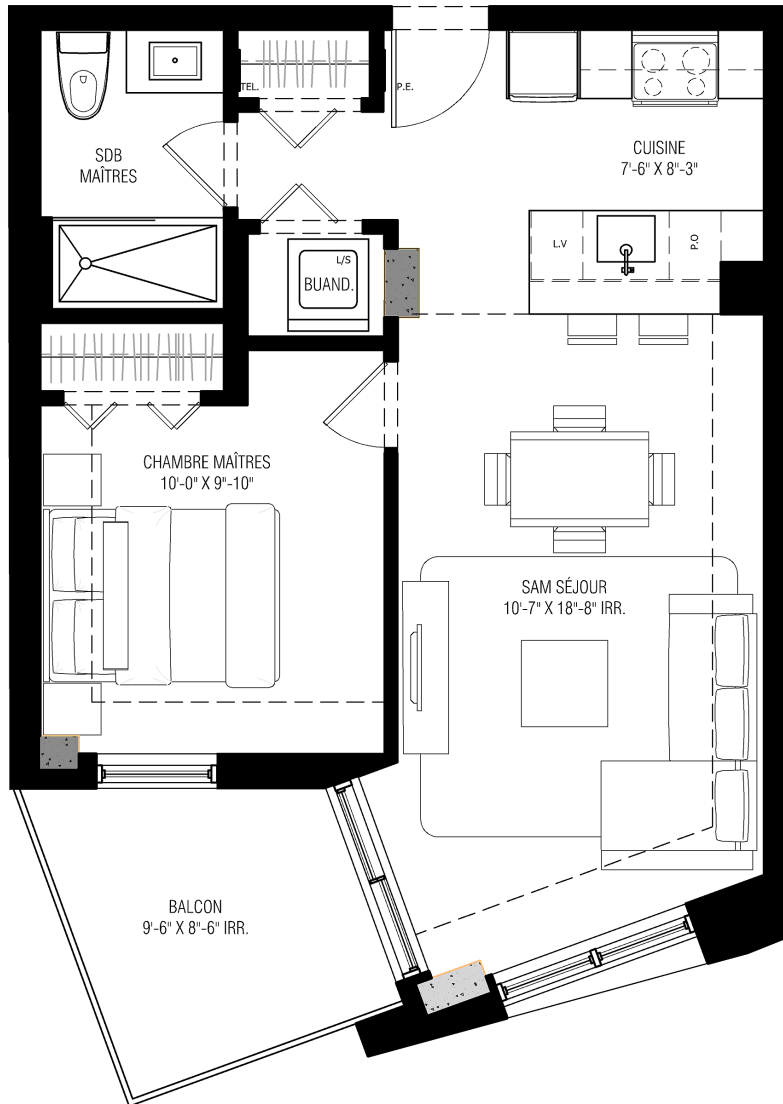 TEL.
P.E.
SDB
MAÎTRES
CUISINE
7'-6" X 8"-3"
L.V
P.O
L/S
BUAND.
CHAMBRE MAÎTRES
10'-0" X 9"-10"
SAM SÉJOUR
10'-7" X 18"-8" IRR.
BALCON
9'-6" X 8"-6" IRR.